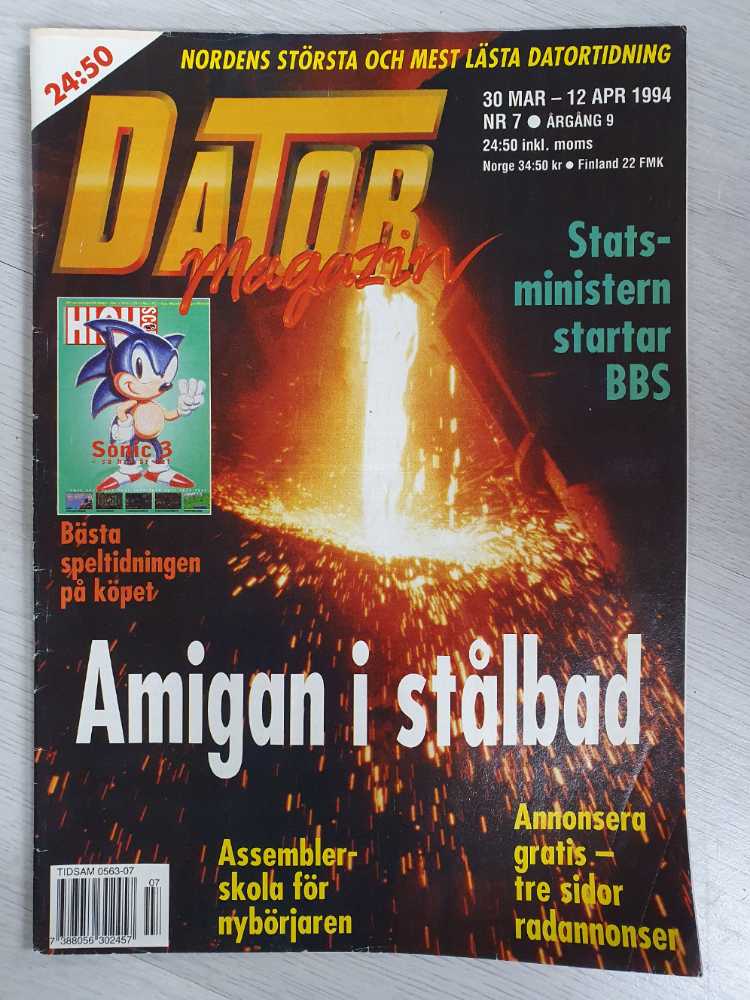 24:50
NORDENS STÖRSTA OCH MEST LÄSTA DATORTIDNING
30 MAR – 12 APR 1994
NR 7 ● ÅRGÅNG 9
24:50 inkl. moms
Norge 34:50 kr ● Finland 22 FMK
DATOR
Magazin
Stats-
ministern
startar
BBS
HIGH
SCORE
Sonic 3
Bästa
speltidningen
på köpet
Amigan i stålbad
Assembler-
skola för
nybörjaren
Annonsera
gratis –
tre sidor
radannonser
TIDSAM 0563-07
07
7 388056 302457